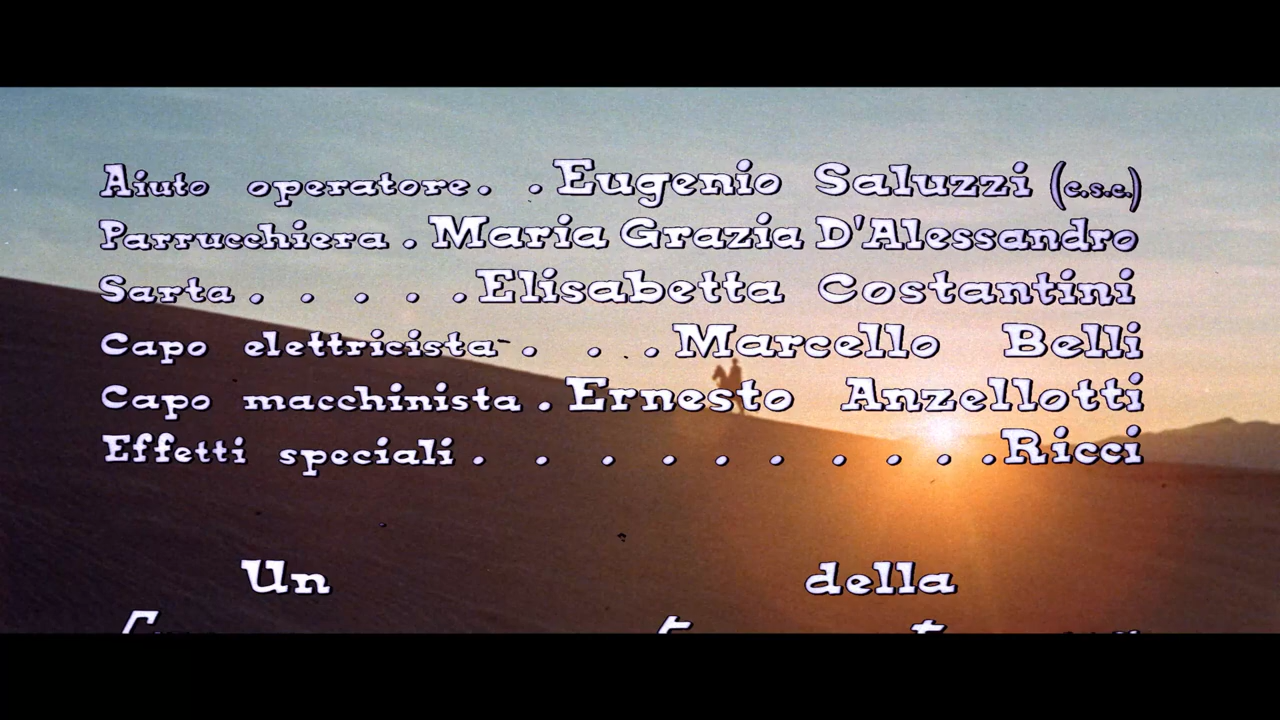 Aiuto operatore. . Eugenio Saluzzi (c.s.c.)
Parrucchiera . Maria Grazia D'Alessandro
Sarta . . . . . Elisabetta Costantini
Capo elettricista . . . Marcello Belli
Capo macchinista . Ernesto Anzellotti
Effetti speciali . . . . . . . . . . Ricci
Un della